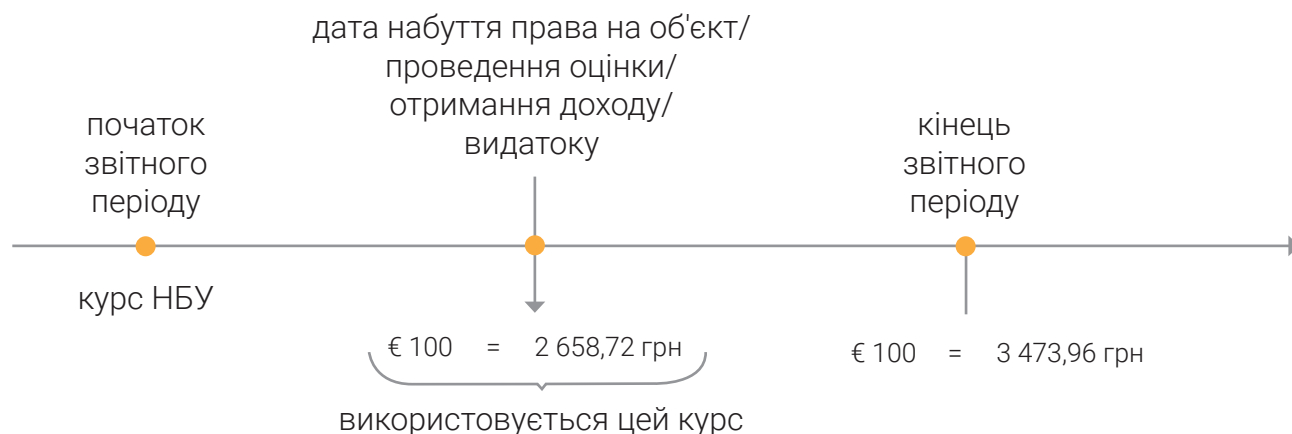 дата набуття права на об'єкт/
проведення оцінки/
отримання доходу/
видатоку
початок
звітного
періоду
кінець
звітного
періоду
курс НБУ
€ 100 = 2 658,72 грн
€ 100 = 3 473,96 грн
використовується цей курс